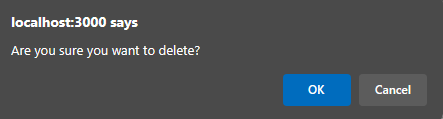 localhost:3000 says
Are you sure you want to delete?
OK
Cancel